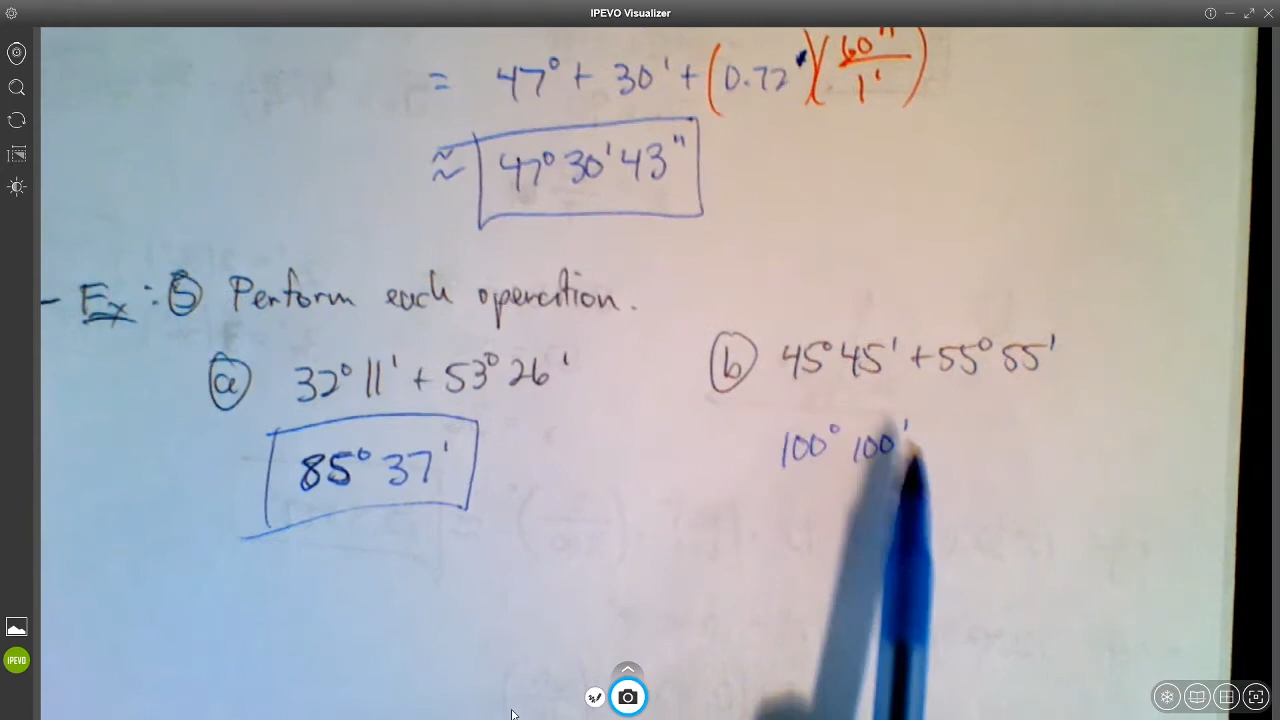 IPEVO Visualizer
= 47° + 30' + (0.72')(60"/1')
≈ 47° 30' 43"
- Ex: ⑤ Perform each operation.
ⓐ 32° 11' + 53° 26'
ⓑ 45° 45' + 55° 55'
85° 37'
100° 100'
IPEVO